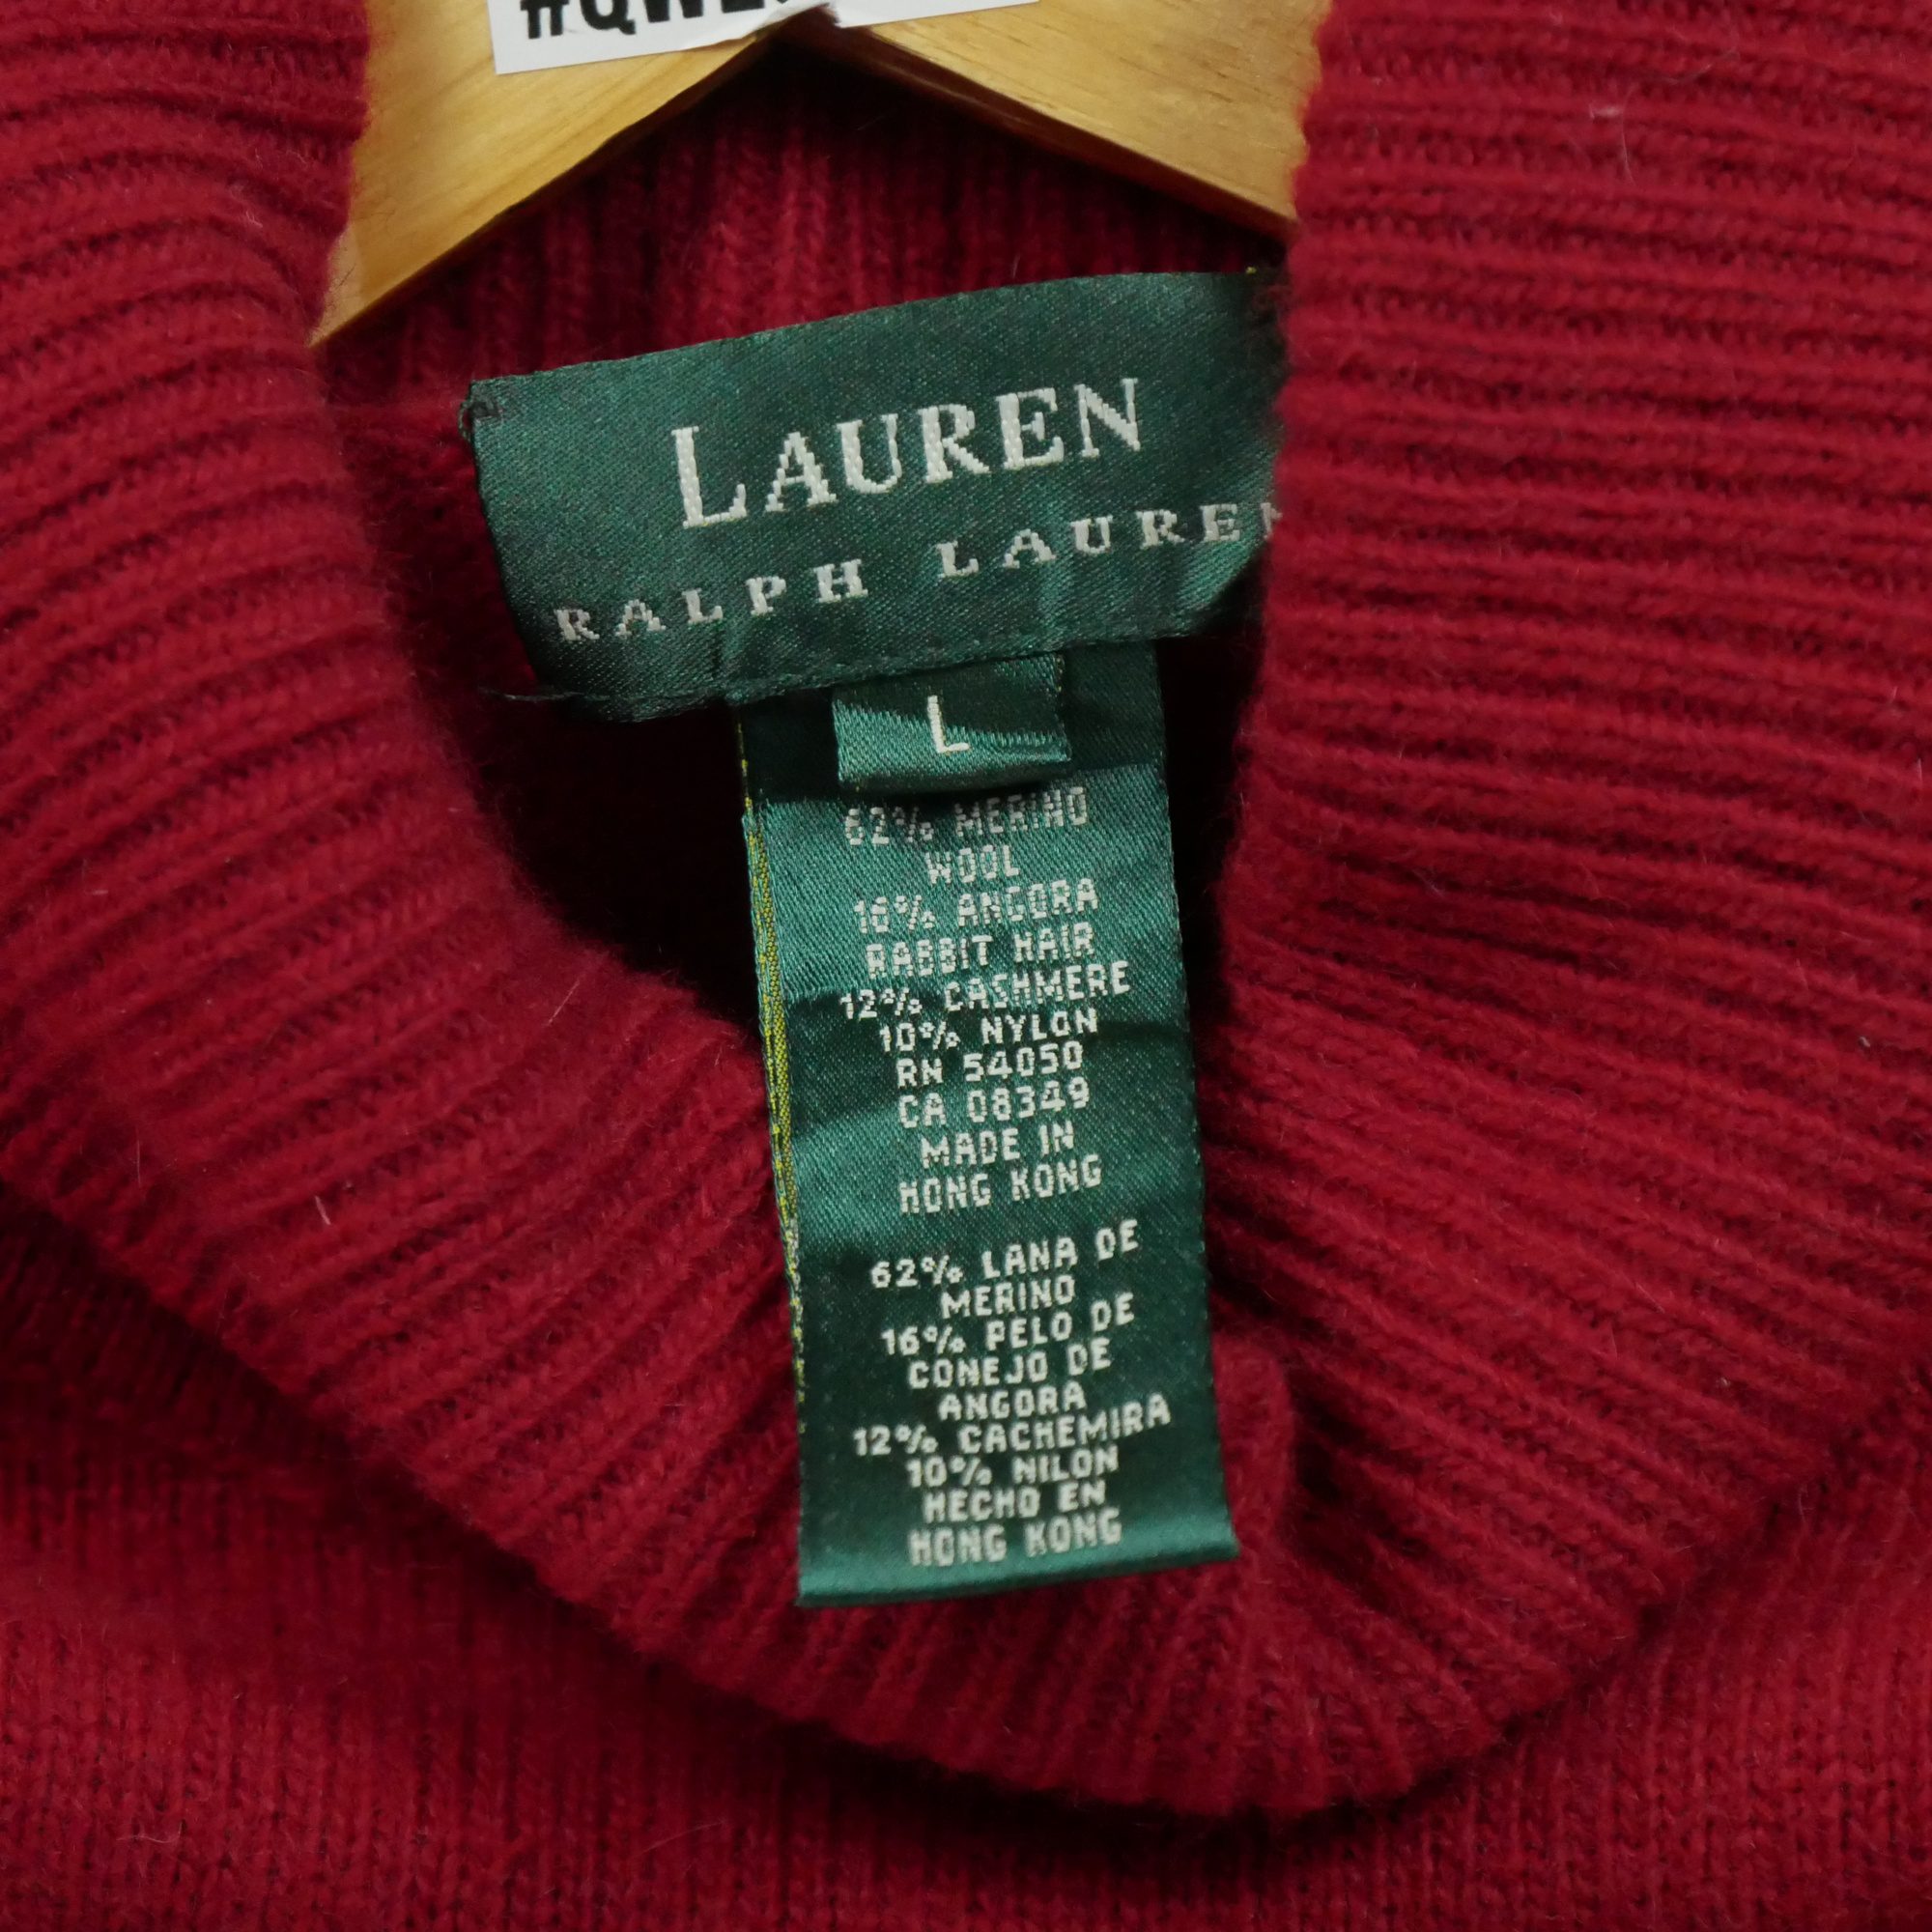 LAUREN
RALPH LAUREN
L
62% MERINO
WOOL
16% ANGORA
RABBIT HAIR
12% CASHMERE
10% NYLON
RN 54050
CA 08349
MADE IN
HONG KONG
62% LANA DE
MERINO
16% PELO DE
CONEJO DE
ANGORA
12% CACHEMIRA
10% NILON
HECHO EN
HONG KONG